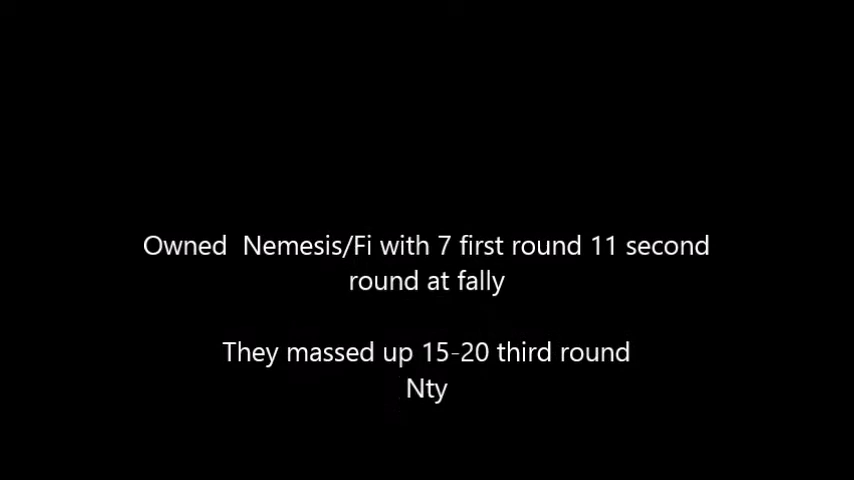 Owned  Nemesis/Fi with 7 first round 11 second
round at fally
They massed up 15-20 third round
Nty